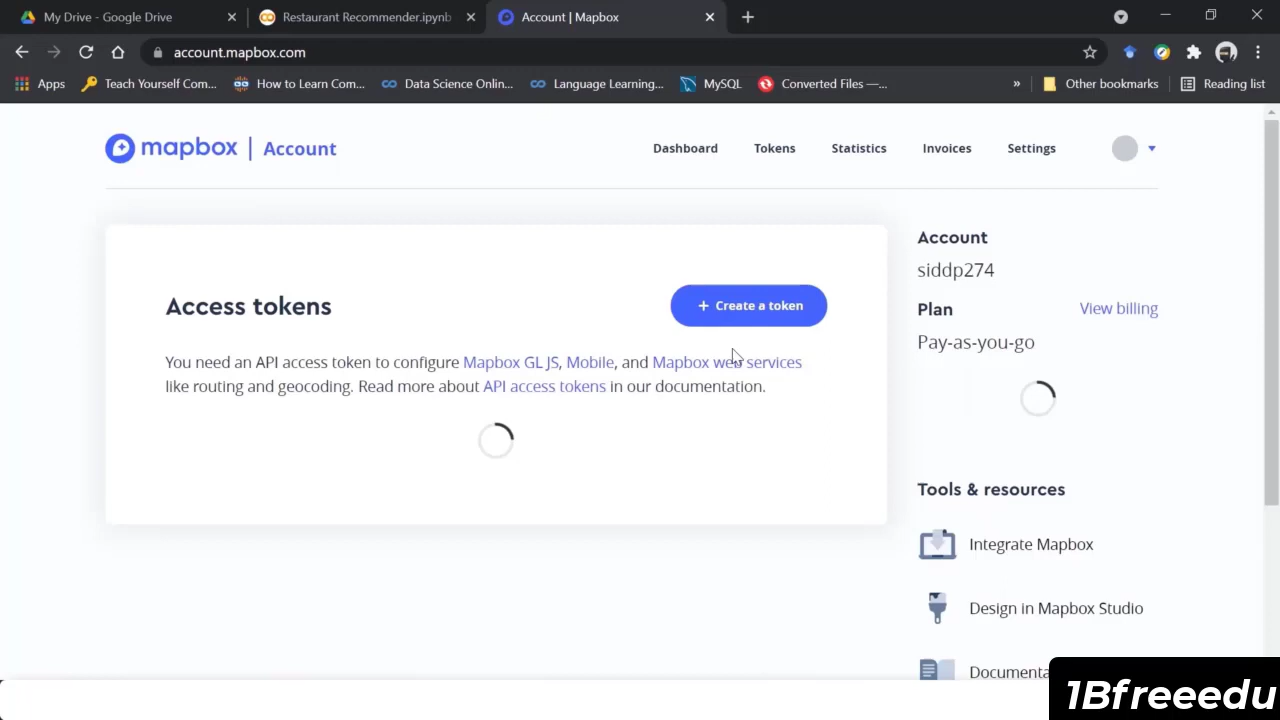 My Drive - Google Drive
Restaurant Recommender.ipynb
Account | Mapbox
account.mapbox.com
Apps
Teach Yourself Com...
How to Learn Com...
Data Science Onlin...
Language Learning,...
MySQL
Converted Files —...
»
Other bookmarks
Reading list
mapbox | Account
Dashboard
Tokens
Statistics
Invoices
Settings
Access tokens
+ Create a token
You need an API access token to configure Mapbox GL JS, Mobile, and Mapbox web services
like routing and geocoding. Read more about API access tokens in our documentation.
Account
siddp274
Plan
View billing
Pay-as-you-go
Tools & resources
Integrate Mapbox
Design in Mapbox Studio
Documenta
1Bfreeedu